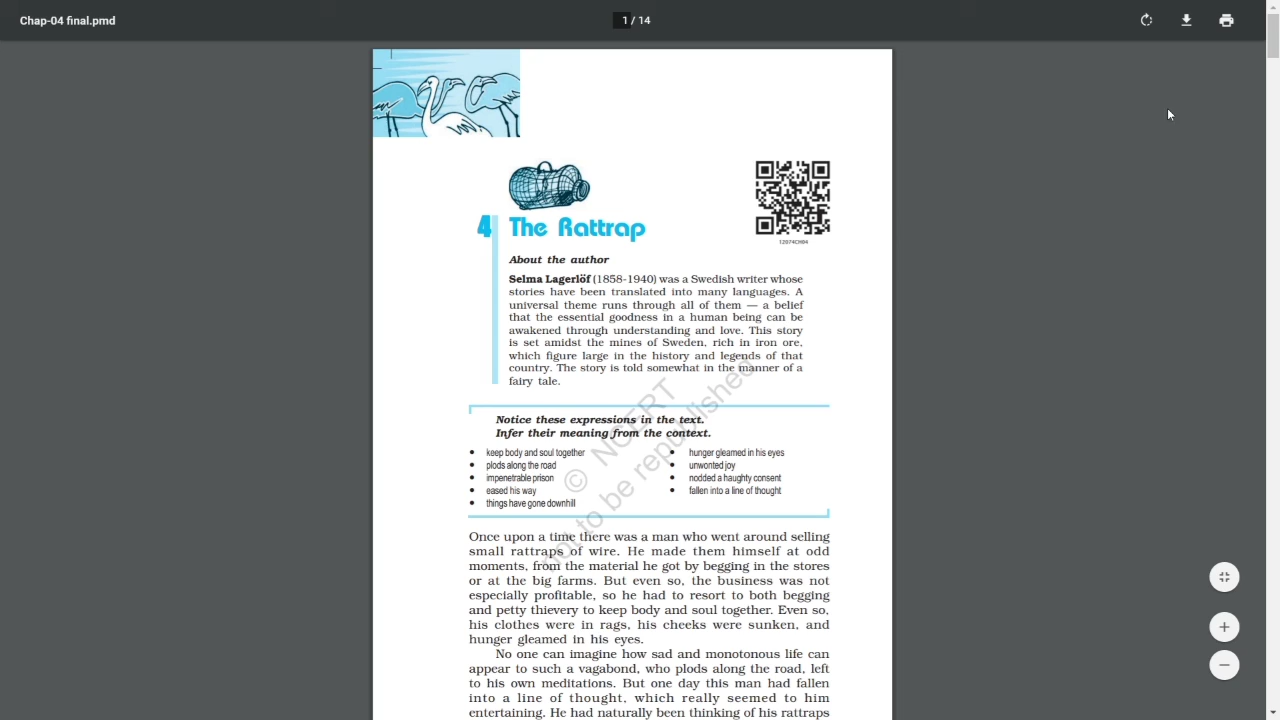 Chap-04 final.pmd
1 / 14
12074CH04
4 The Rattrap
About the author
Selma Lagerlöf (1858-1940) was a Swedish writer whose
stories have been translated into many languages. A
universal theme runs through all of them — a belief
that the essential goodness in a human being can be
awakened through understanding and love. This story
is set amidst the mines of Sweden, rich in iron ore,
which figure large in the history and legends of that
country. The story is told somewhat in the manner of a
fairy tale.
Notice these expressions in the text.
Infer their meaning from the context.
• keep body and soul together
• plods along the road
• impenetrable prison
• eased his way
• things have gone downhill
• hunger gleamed in his eyes
• unwonted joy
• nodded a haughty consent
• fallen into a line of thought
© NCERT
not to be republished
Once upon a time there was a man who went around selling
small rattraps of wire. He made them himself at odd
moments, from the material he got by begging in the stores
or at the big farms. But even so, the business was not
especially profitable, so he had to resort to both begging
and petty thievery to keep body and soul together. Even so,
his clothes were in rags, his cheeks were sunken, and
hunger gleamed in his eyes.
No one can imagine how sad and monotonous life can
appear to such a vagabond, who plods along the road, left
to his own meditations. But one day this man had fallen
into a line of thought, which really seemed to him
entertaining. He had naturally been thinking of his rattraps